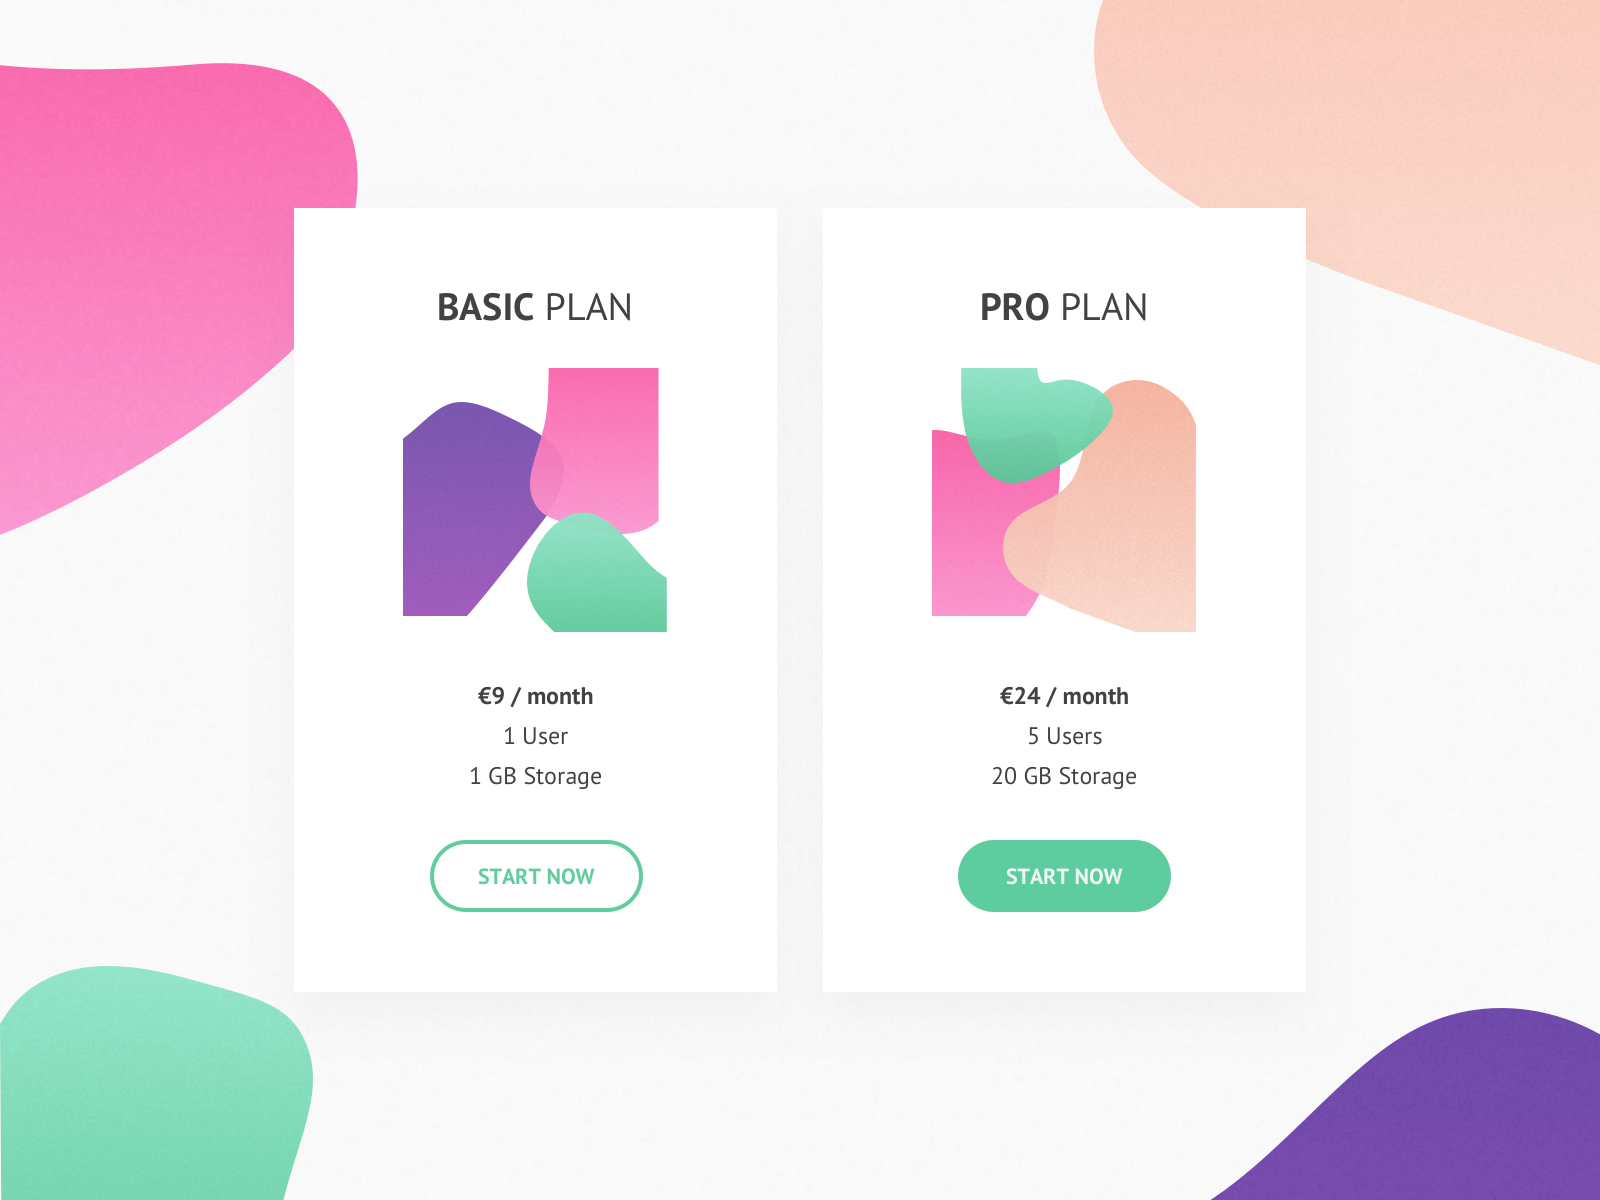 BASIC PLAN
€9 / month
1 User
1 GB Storage
START NOW
PRO PLAN
€24 / month
5 Users
20 GB Storage
START NOW